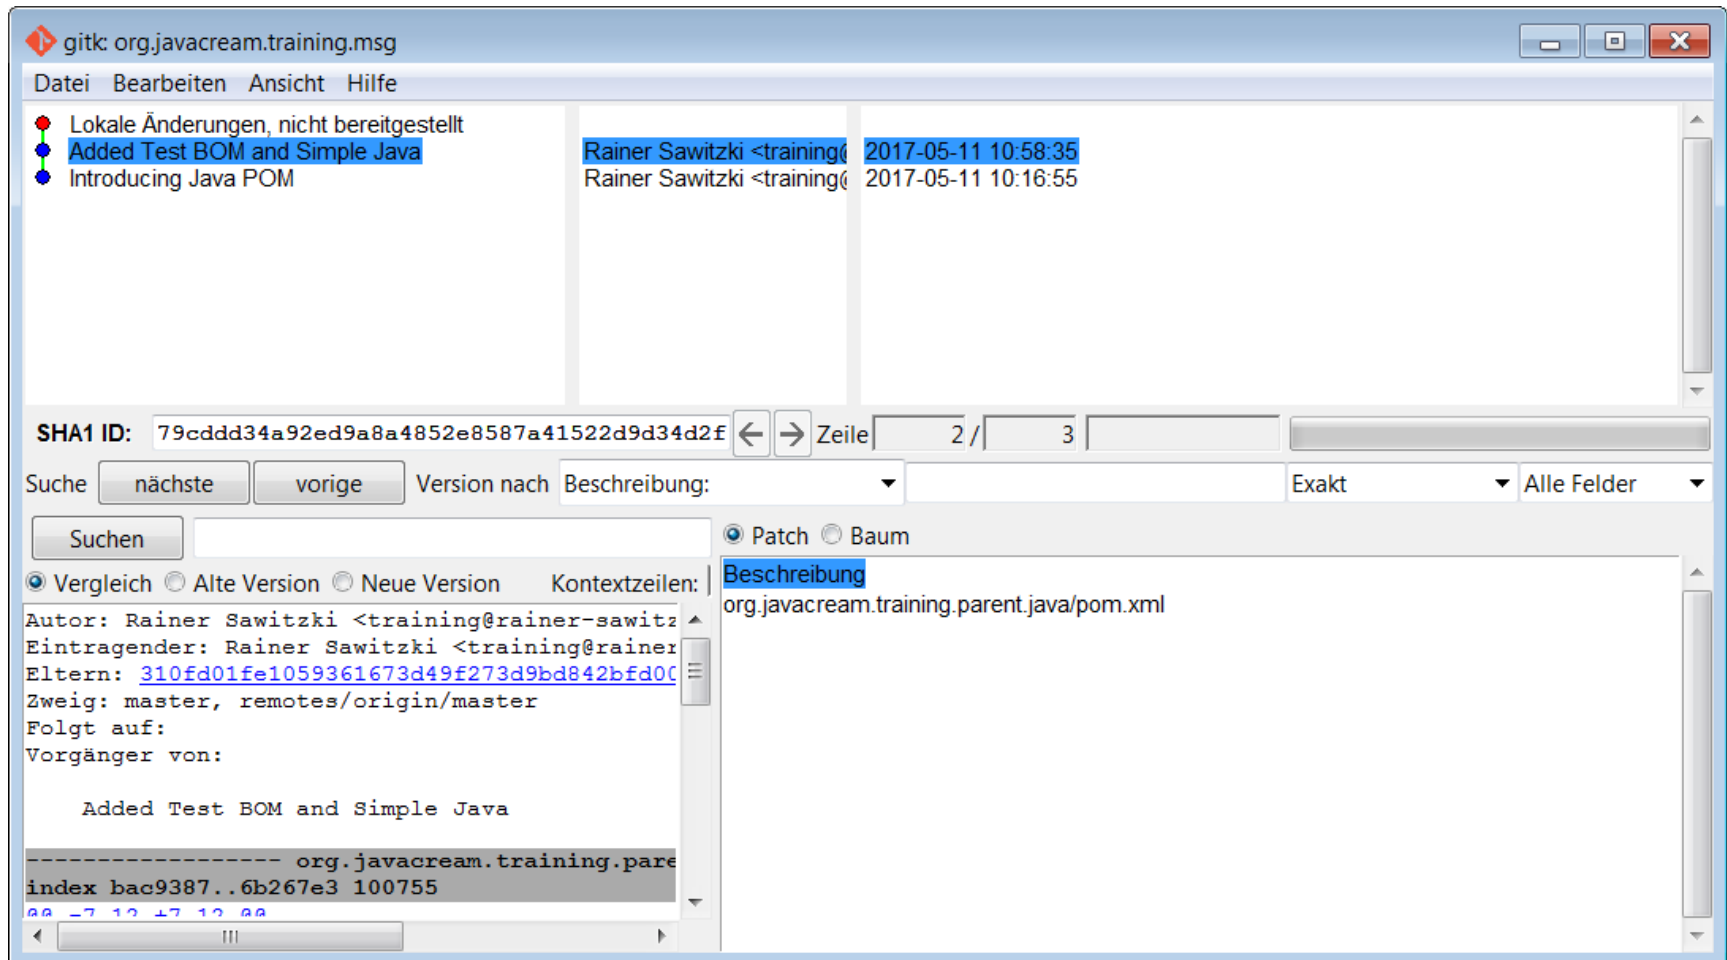 gitk: org.javacream.training.msg
Datei Bearbeiten Ansicht Hilfe
Lokale Änderungen, nicht bereitgestellt
Added Test BOM and Simple Java Rainer Sawitzki <training@ 2017-05-11 10:58:35
Introducing Java POM Rainer Sawitzki <training@ 2017-05-11 10:16:55
SHA1 ID: 79cddd34a92ed9a8a4852e8587a41522d9d34d2f Zeile 2 / 3
Suche nächste vorige Version nach Beschreibung: Exakt Alle Felder
Suchen
Vergleich Alte Version Neue Version Kontextzeilen:
Autor: Rainer Sawitzki <training@rainer-sawitz
Eintragender: Rainer Sawitzki <training@rainer
Eltern: 310fd01fe1059361673d49f273d9bd842bfd00
Zweig: master, remotes/origin/master
Folgt auf:
Vorgänger von:
Added Test BOM and Simple Java
------------------ org.javacream.training.pare
index bac9387..6b267e3 100755
@@ -7,12 +7,12 @@
Patch Baum
Beschreibung
org.javacream.training.parent.java/pom.xml